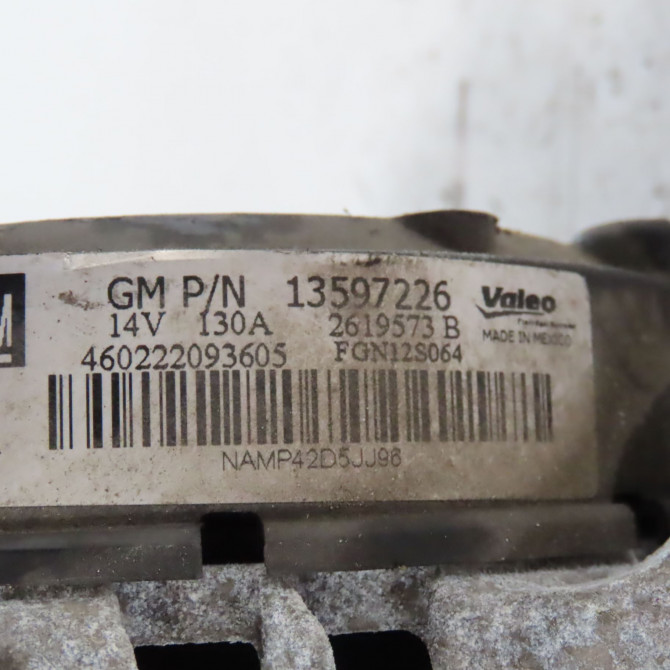 M
GM P/N 13597226 Valeo
14V 130A 2619573 B MADE IN MEXICO
460222093605 FGN12S064
NAMP42D5JJ96